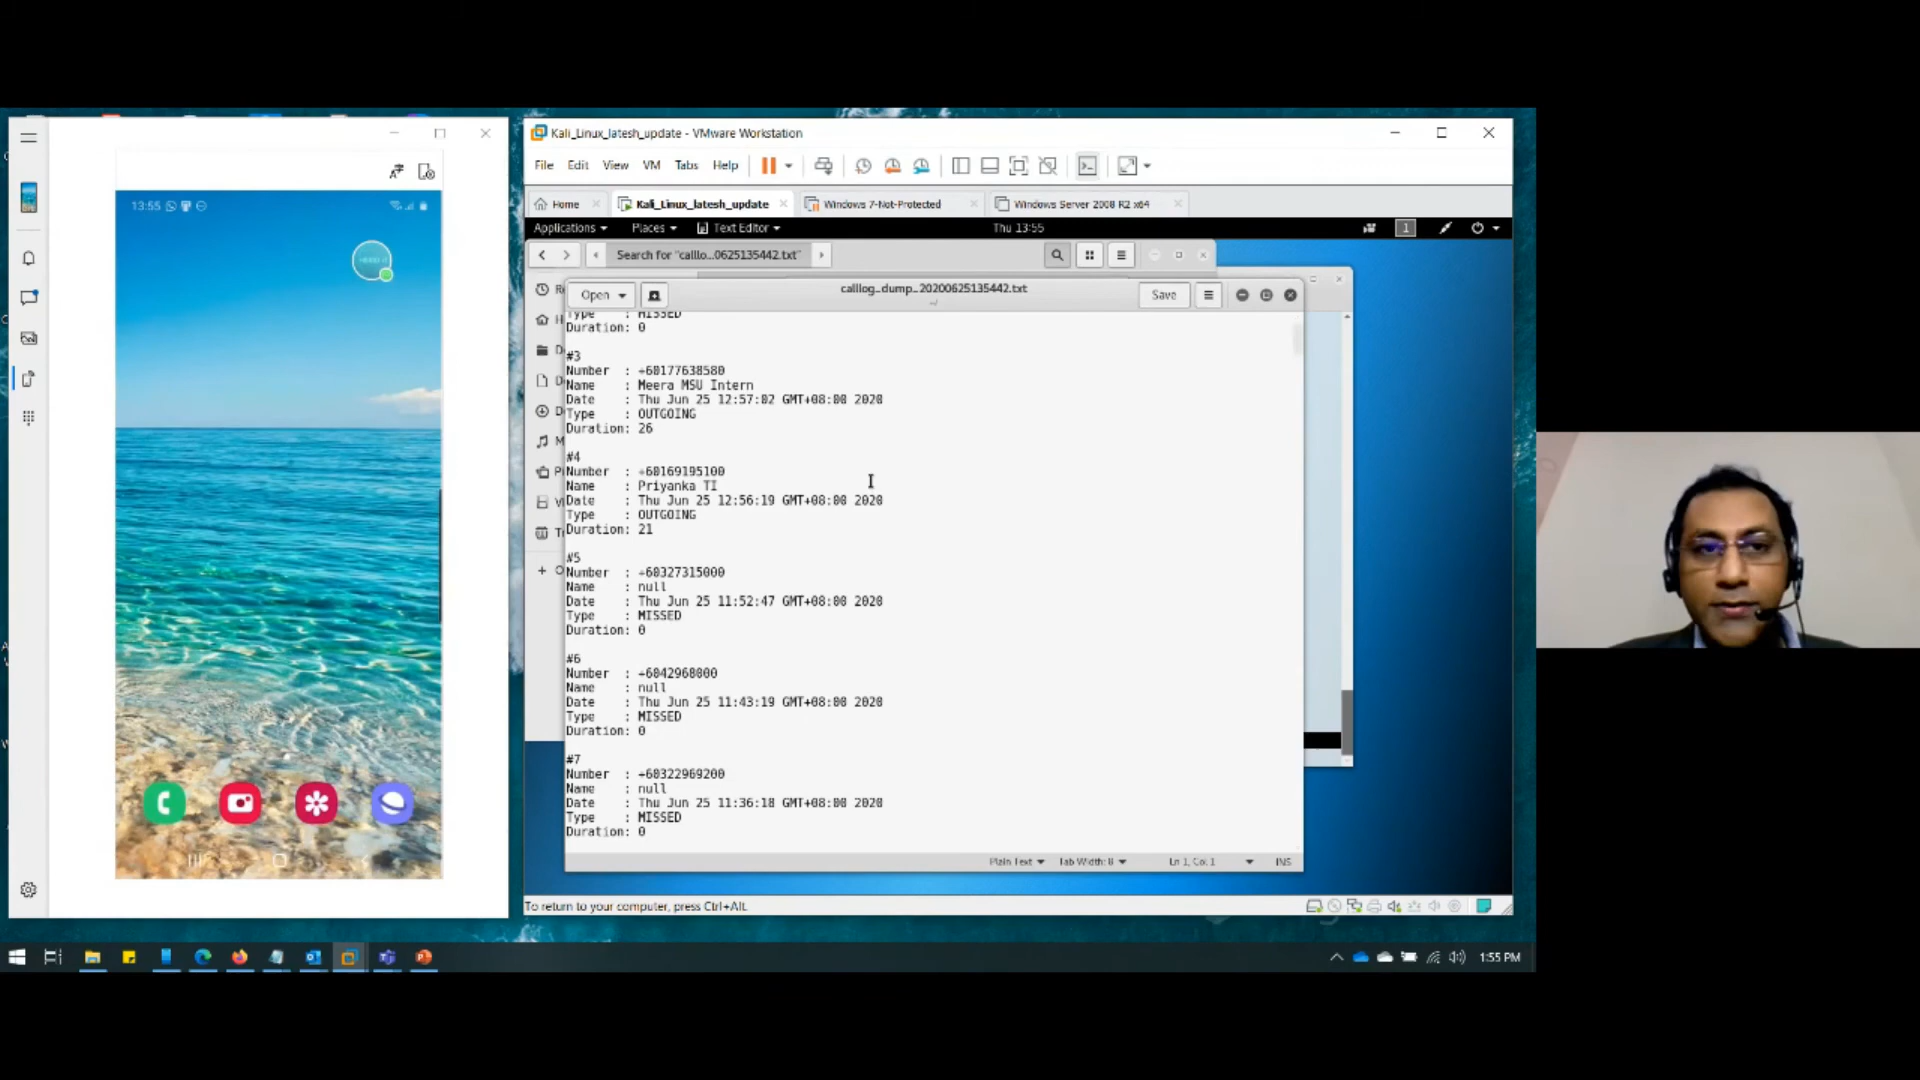 Kali_Linux_latesh_update - VMware Workstation
File Edit View VM Tabs Help
Home Kali_Linux_latesh_update Windows 7-Not-Protected Windows Server 2008 R2 x64
Applications Places Text Editor Thu 13:55 1
13:55
Search for "calllo...0625135442.txt"
Open calllog_dump_20200625135442.txt Save
~/
Type : MISSED
Duration: 0
#3
Number : +60177638580
Name : Meera MSU Intern
Date : Thu Jun 25 12:57:02 GMT+08:00 2020
Type : OUTGOING
Duration: 26
#4
Number : +60169195100
Name : Priyanka TI
Date : Thu Jun 25 12:56:19 GMT+08:00 2020
Type : OUTGOING
Duration: 21
#5
Number : +60327315000
Name : null
Date : Thu Jun 25 11:52:47 GMT+08:00 2020
Type : MISSED
Duration: 0
#6
Number : +6042968000
Name : null
Date : Thu Jun 25 11:43:19 GMT+08:00 2020
Type : MISSED
Duration: 0
#7
Number : +60322969200
Name : null
Date : Thu Jun 25 11:36:18 GMT+08:00 2020
Type : MISSED
Duration: 0
Plain Text Tab Width: 8 Ln 1, Col 1 INS
To return to your computer, press Ctrl+Alt.
1:55 PM